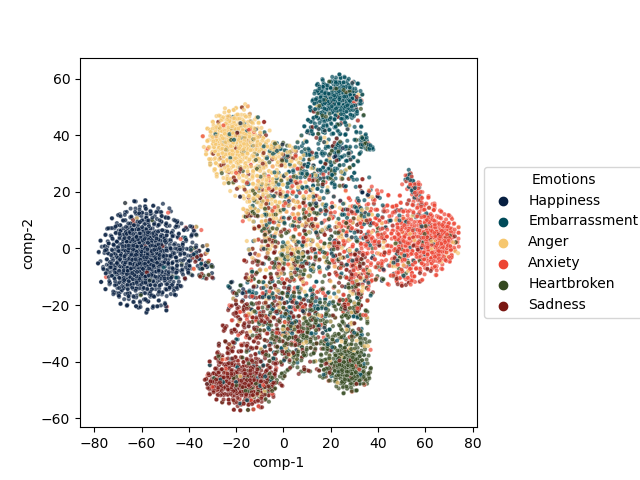 60
40
20
0
−20
−40
−60
comp-2
−80 −60 −40 −20 0 20 40 60 80
comp-1
Emotions
Happiness
Embarrassment
Anger
Anxiety
Heartbroken
Sadness